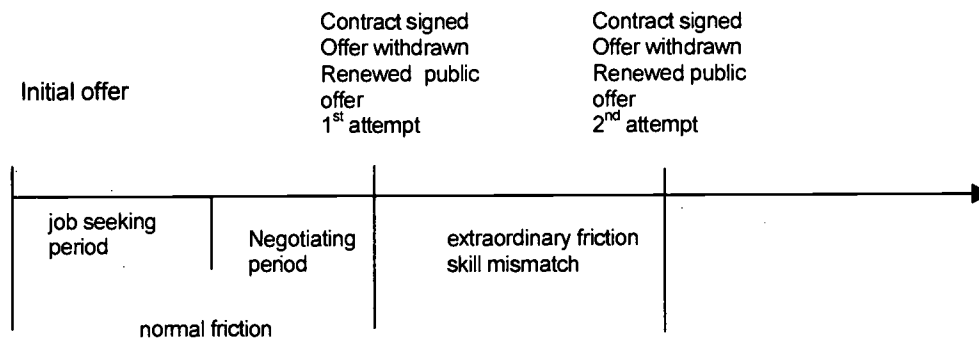 Initial offer
Contract signed
Offer withdrawn
Renewed public
offer
1st attempt
Contract signed
Offer withdrawn
Renewed public
offer
2nd attempt
job seeking
period
Negotiating
period
extraordinary friction
skill mismatch
normal friction